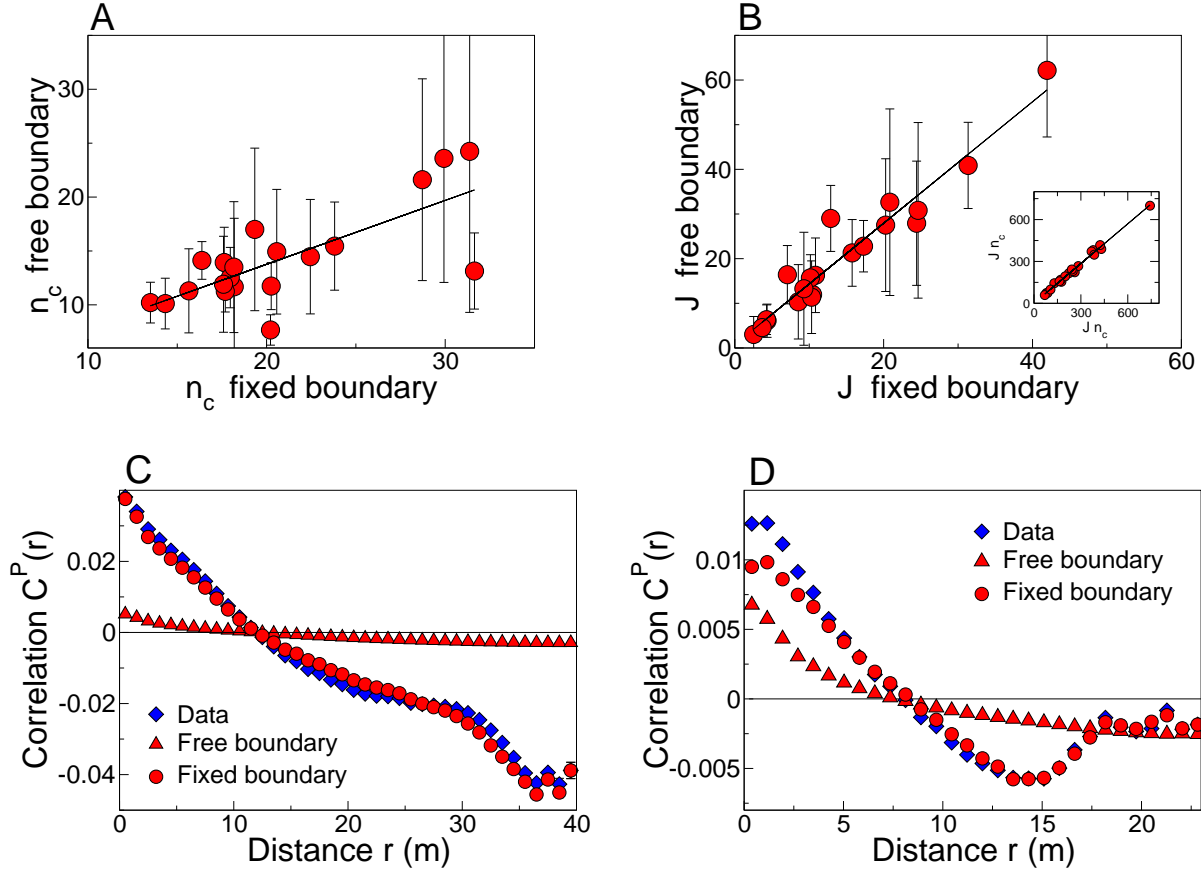 A
n_c free boundary
30
20
10
10
20
30
n_c fixed boundary
B
J free boundary
60
40
20
0
0
20
40
60
J fixed boundary
J n_c
600
300
0
0
300
600
J n_c
C
Correlation C^P(r)
0.02
0
-0.02
-0.04
Data
Free boundary
Fixed boundary
0
10
20
30
40
Distance r (m)
D
Correlation C^P(r)
0.01
0.005
0
-0.005
Data
Free boundary
Fixed boundary
0
5
10
15
20
Distance r (m)